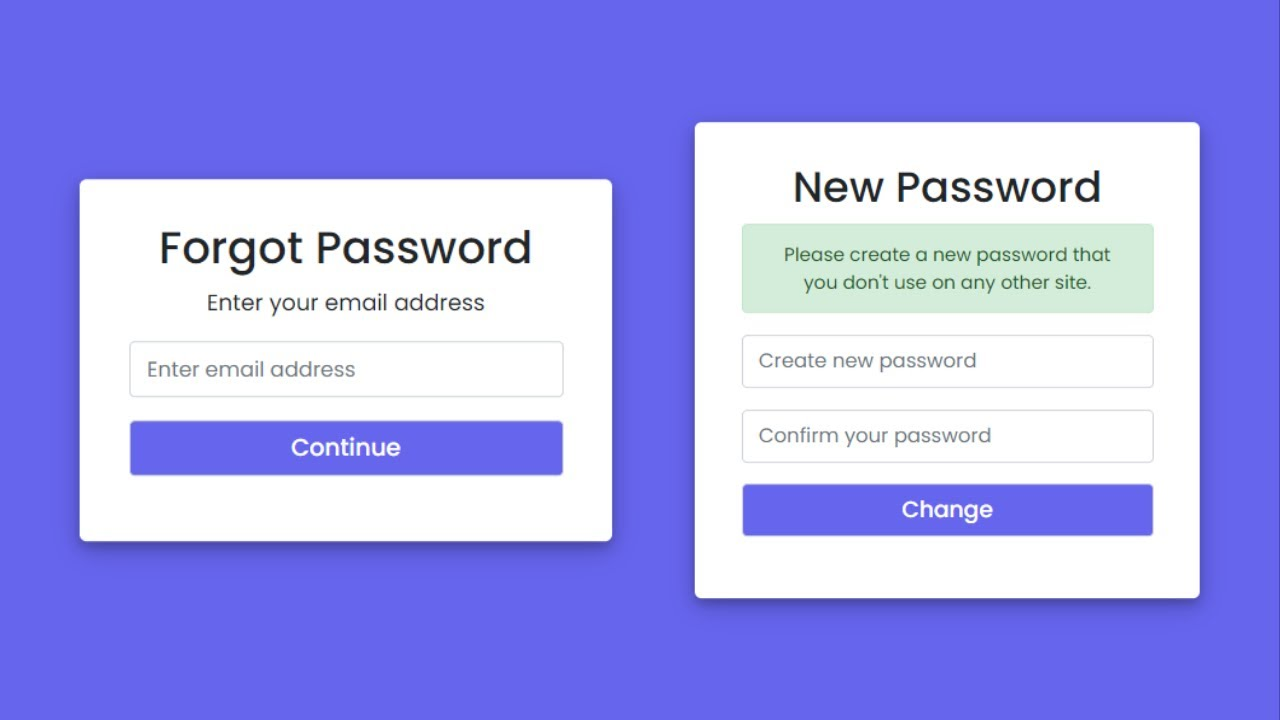 Forgot Password
Enter your email address
Enter email address
Continue
New Password
Please create a new password that
you don't use on any other site.
Create new password
Confirm your password
Change